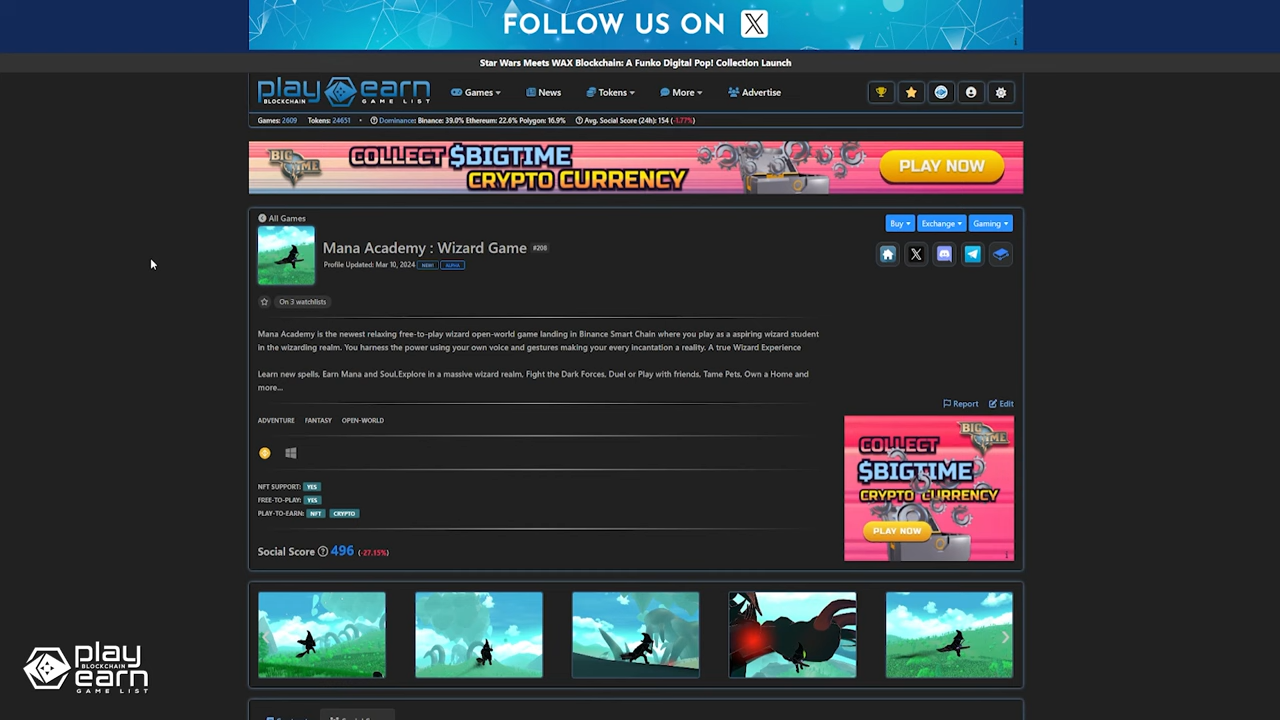 FOLLOW US ON X
Star Wars Meets WAX Blockchain: A Funko Digital Pop! Collection Launch
play earn
BLOCKCHAIN GAME LIST
Games News Tokens More Advertise
Games: 2609 Tokens: 24651 • Dominance: Binance: 39.0% Ethereum: 22.6% Polygon: 16.9% Avg. Social Score (24h): 154 (-1.77%)
BIG TIME
COLLECT $BIGTIME
CRYPTO CURRENCY
PLAY NOW
All Games
Buy Exchange Gaming
Mana Academy : Wizard Game #208
Profile Updated: Mar 10, 2024 NEW! ALPHA
On 3 watchlists
Mana Academy is the newest relaxing free-to-play wizard open-world game landing in Binance Smart Chain where you play as a aspiring wizard student
in the wizarding realm. You harness the power using your own voice and gestures making your every incantation a reality. A true Wizard Experience
Learn new spells, Earn Mana and Soul,Explore in a massive wizard realm, Fight the Dark Forces, Duel or Play with friends, Tame Pets, Own a Home and
more...
Report Edit
ADVENTURE FANTASY OPEN-WORLD
NFT SUPPORT: YES
FREE-TO-PLAY: YES
PLAY-TO-EARN: NFT CRYPTO
Social Score 496 (-27.15%)
BIG TIME
COLLECT
$BIGTIME
CRYPTO CURRENCY
PLAY NOW
play
BLOCKCHAIN
earn
GAME LIST